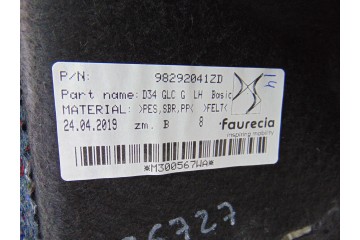 P/N: 98292041ZD
Part name: D34 GLC G LH Basic
MATERIAL: )PES,SBR,PP( )FELT(
24.04.2019 zm. B 8
faurecia
inspiring mobility
*M300567WA*
6727